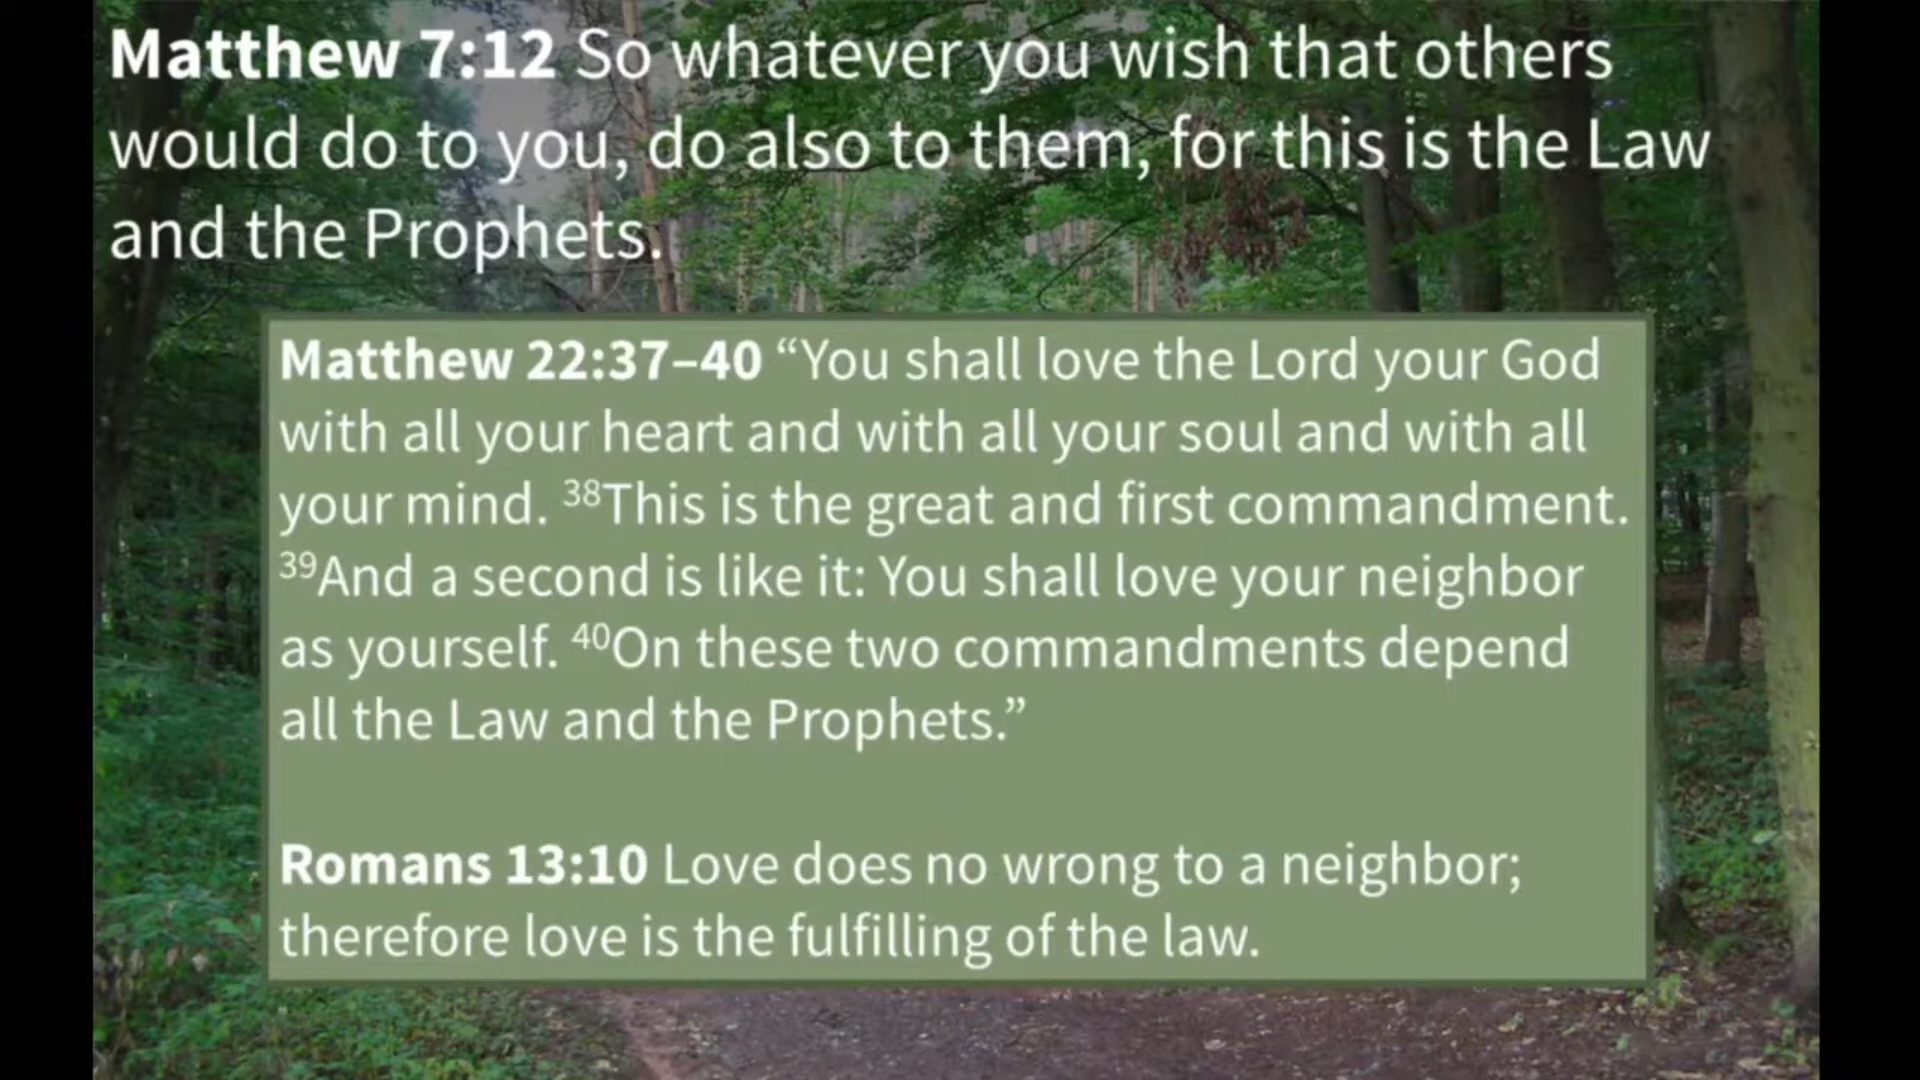 Matthew 7:12 So whatever you wish that others
would do to you, do also to them, for this is the Law
and the Prophets.
Matthew 22:37–40 “You shall love the Lord your God
with all your heart and with all your soul and with all
your mind. 38This is the great and first commandment.
39And a second is like it: You shall love your neighbor
as yourself. 40On these two commandments depend
all the Law and the Prophets.”
Romans 13:10 Love does no wrong to a neighbor;
therefore love is the fulfilling of the law.